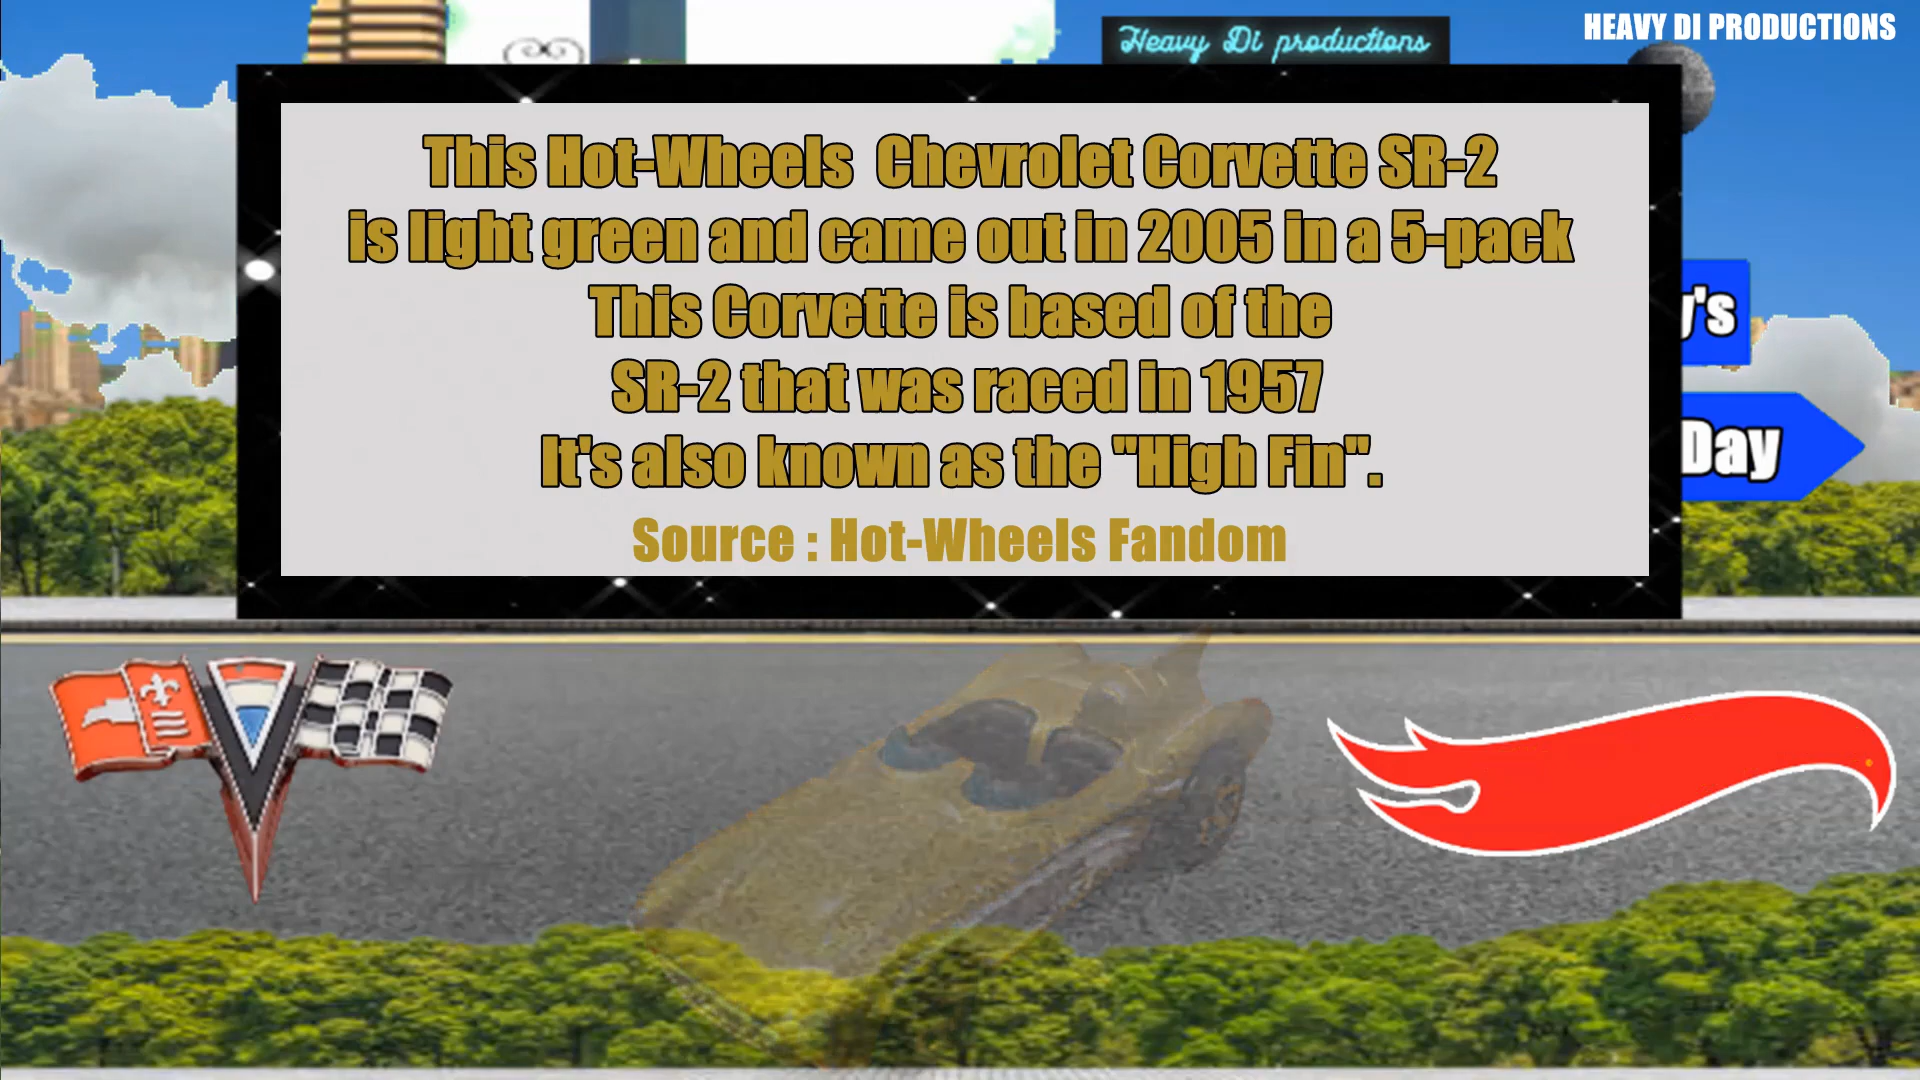 HEAVY DI PRODUCTIONS
Heavy Di productions
This Hot-Wheels  Chevrolet Corvette SR-2
is light green and came out in 2005 in a 5-pack
This Corvette is based of the
SR-2 that was raced in 1957
It's also known as the "High Fin".
Source : Hot-Wheels Fandom
y's
Day